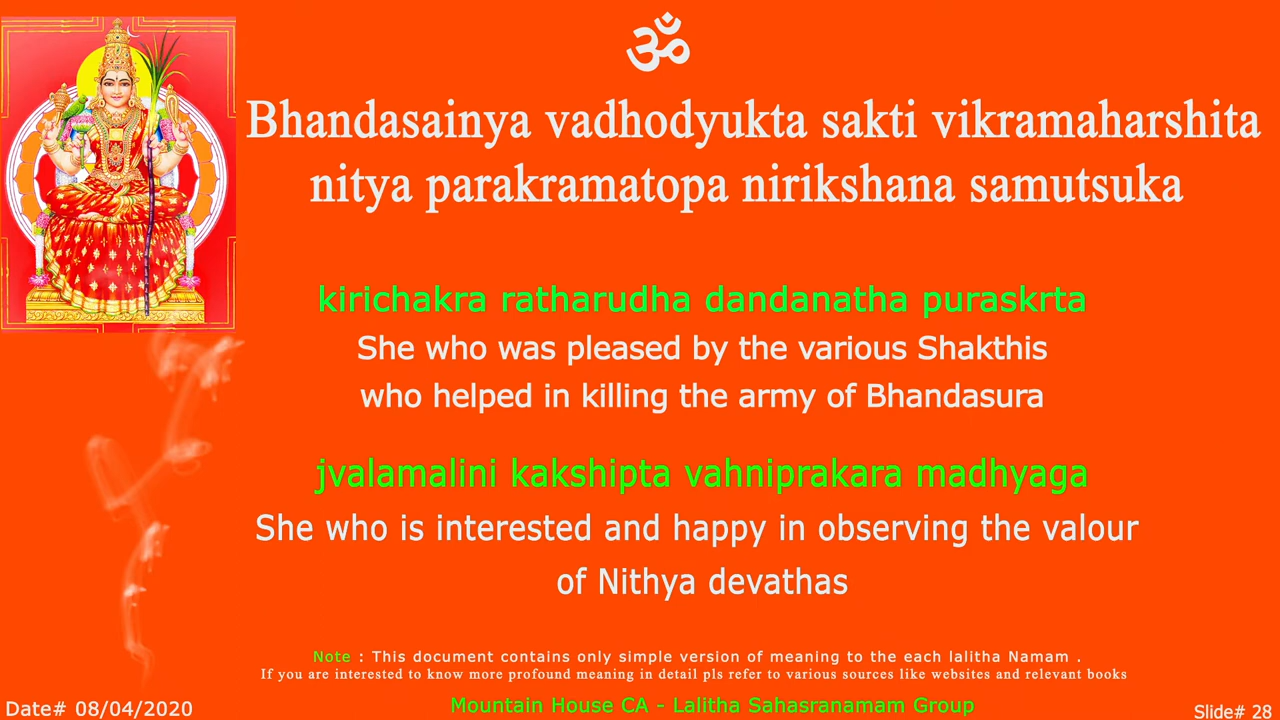 ॐ
Bhandasainya vadhodyukta sakti vikramaharshita
nitya parakramatopa nirikshana samutsuka
kirichakra ratharudha dandanatha puraskrta
She who was pleased by the various Shakthis
who helped in killing the army of Bhandasura
jvalamalini kakshipta vahniprakara madhyaga
She who is interested and happy in observing the valour
of Nithya devathas
Note : This document contains only simple version of meaning to the each lalitha Namam .
If you are interested to know more profound meaning in detail pls refer to various sources like websites and relevant books
Mountain House CA - Lalitha Sahasranamam Group
Date# 08/04/2020
Slide# 28